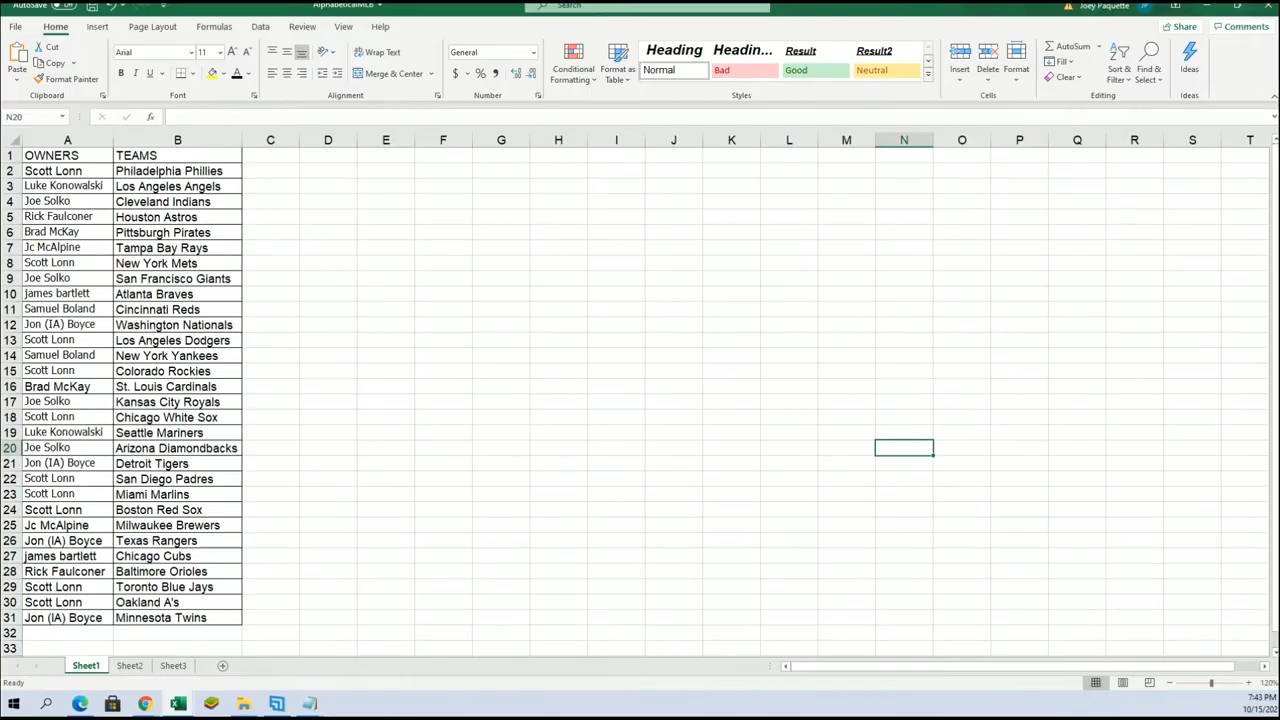 AutoSave
AlphabeticalMLB
Search
Joey Paquette
File Home Insert Page Layout Formulas Data Review View Help
Share Comments
Paste
Cut
Copy
Format Painter
Clipboard
Arial 11
B I U
Font
Wrap Text
Merge & Center
Alignment
General
$ % 9
Number
Conditional Formatting
Format as Table
Heading Headin... Result Result2
Normal Bad Good Neutral
Styles
Insert Delete Format
Cells
AutoSum
Fill
Clear
Sort & Filter
Find & Select
Editing
Ideas
Ideas
N20
fx
A B C D E F G H I J K L M N O P Q R S T
1 OWNERS TEAMS
2 Scott Lonn Philadelphia Phillies
3 Luke Konowalski Los Angeles Angels
4 Joe Solko Cleveland Indians
5 Rick Faulconer Houston Astros
6 Brad McKay Pittsburgh Pirates
7 Jc McAlpine Tampa Bay Rays
8 Scott Lonn New York Mets
9 Joe Solko San Francisco Giants
10 james bartlett Atlanta Braves
11 Samuel Boland Cincinnati Reds
12 Jon (IA) Boyce Washington Nationals
13 Scott Lonn Los Angeles Dodgers
14 Samuel Boland New York Yankees
15 Scott Lonn Colorado Rockies
16 Brad McKay St. Louis Cardinals
17 Joe Solko Kansas City Royals
18 Scott Lonn Chicago White Sox
19 Luke Konowalski Seattle Mariners
20 Joe Solko Arizona Diamondbacks
21 Jon (IA) Boyce Detroit Tigers
22 Scott Lonn San Diego Padres
23 Scott Lonn Miami Marlins
24 Scott Lonn Boston Red Sox
25 Jc McAlpine Milwaukee Brewers
26 Jon (IA) Boyce Texas Rangers
27 james bartlett Chicago Cubs
28 Rick Faulconer Baltimore Orioles
29 Scott Lonn Toronto Blue Jays
30 Scott Lonn Oakland A's
31 Jon (IA) Boyce Minnesota Twins
32
33
Sheet1 Sheet2 Sheet3
Ready
120%
7:43 PM
10/15/202